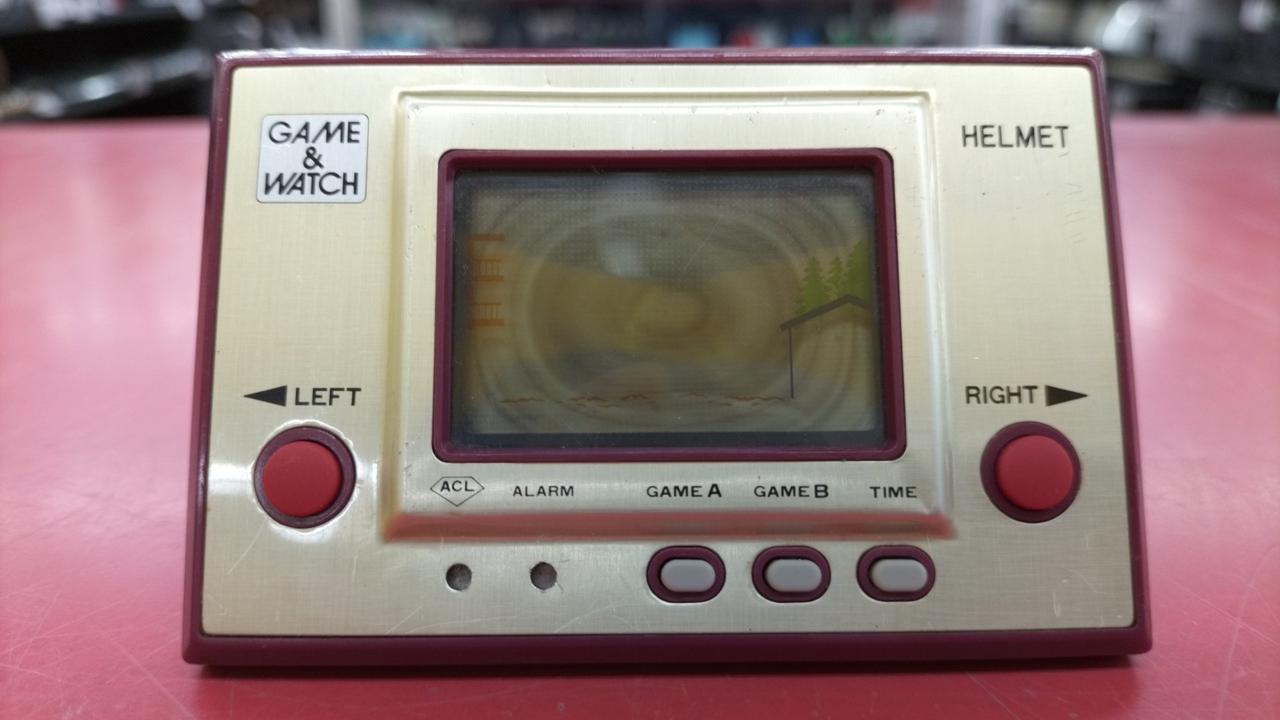 GAME
&
WATCH
HELMET
LEFT
RIGHT
ACL
ALARM
GAME A
GAME B
TIME